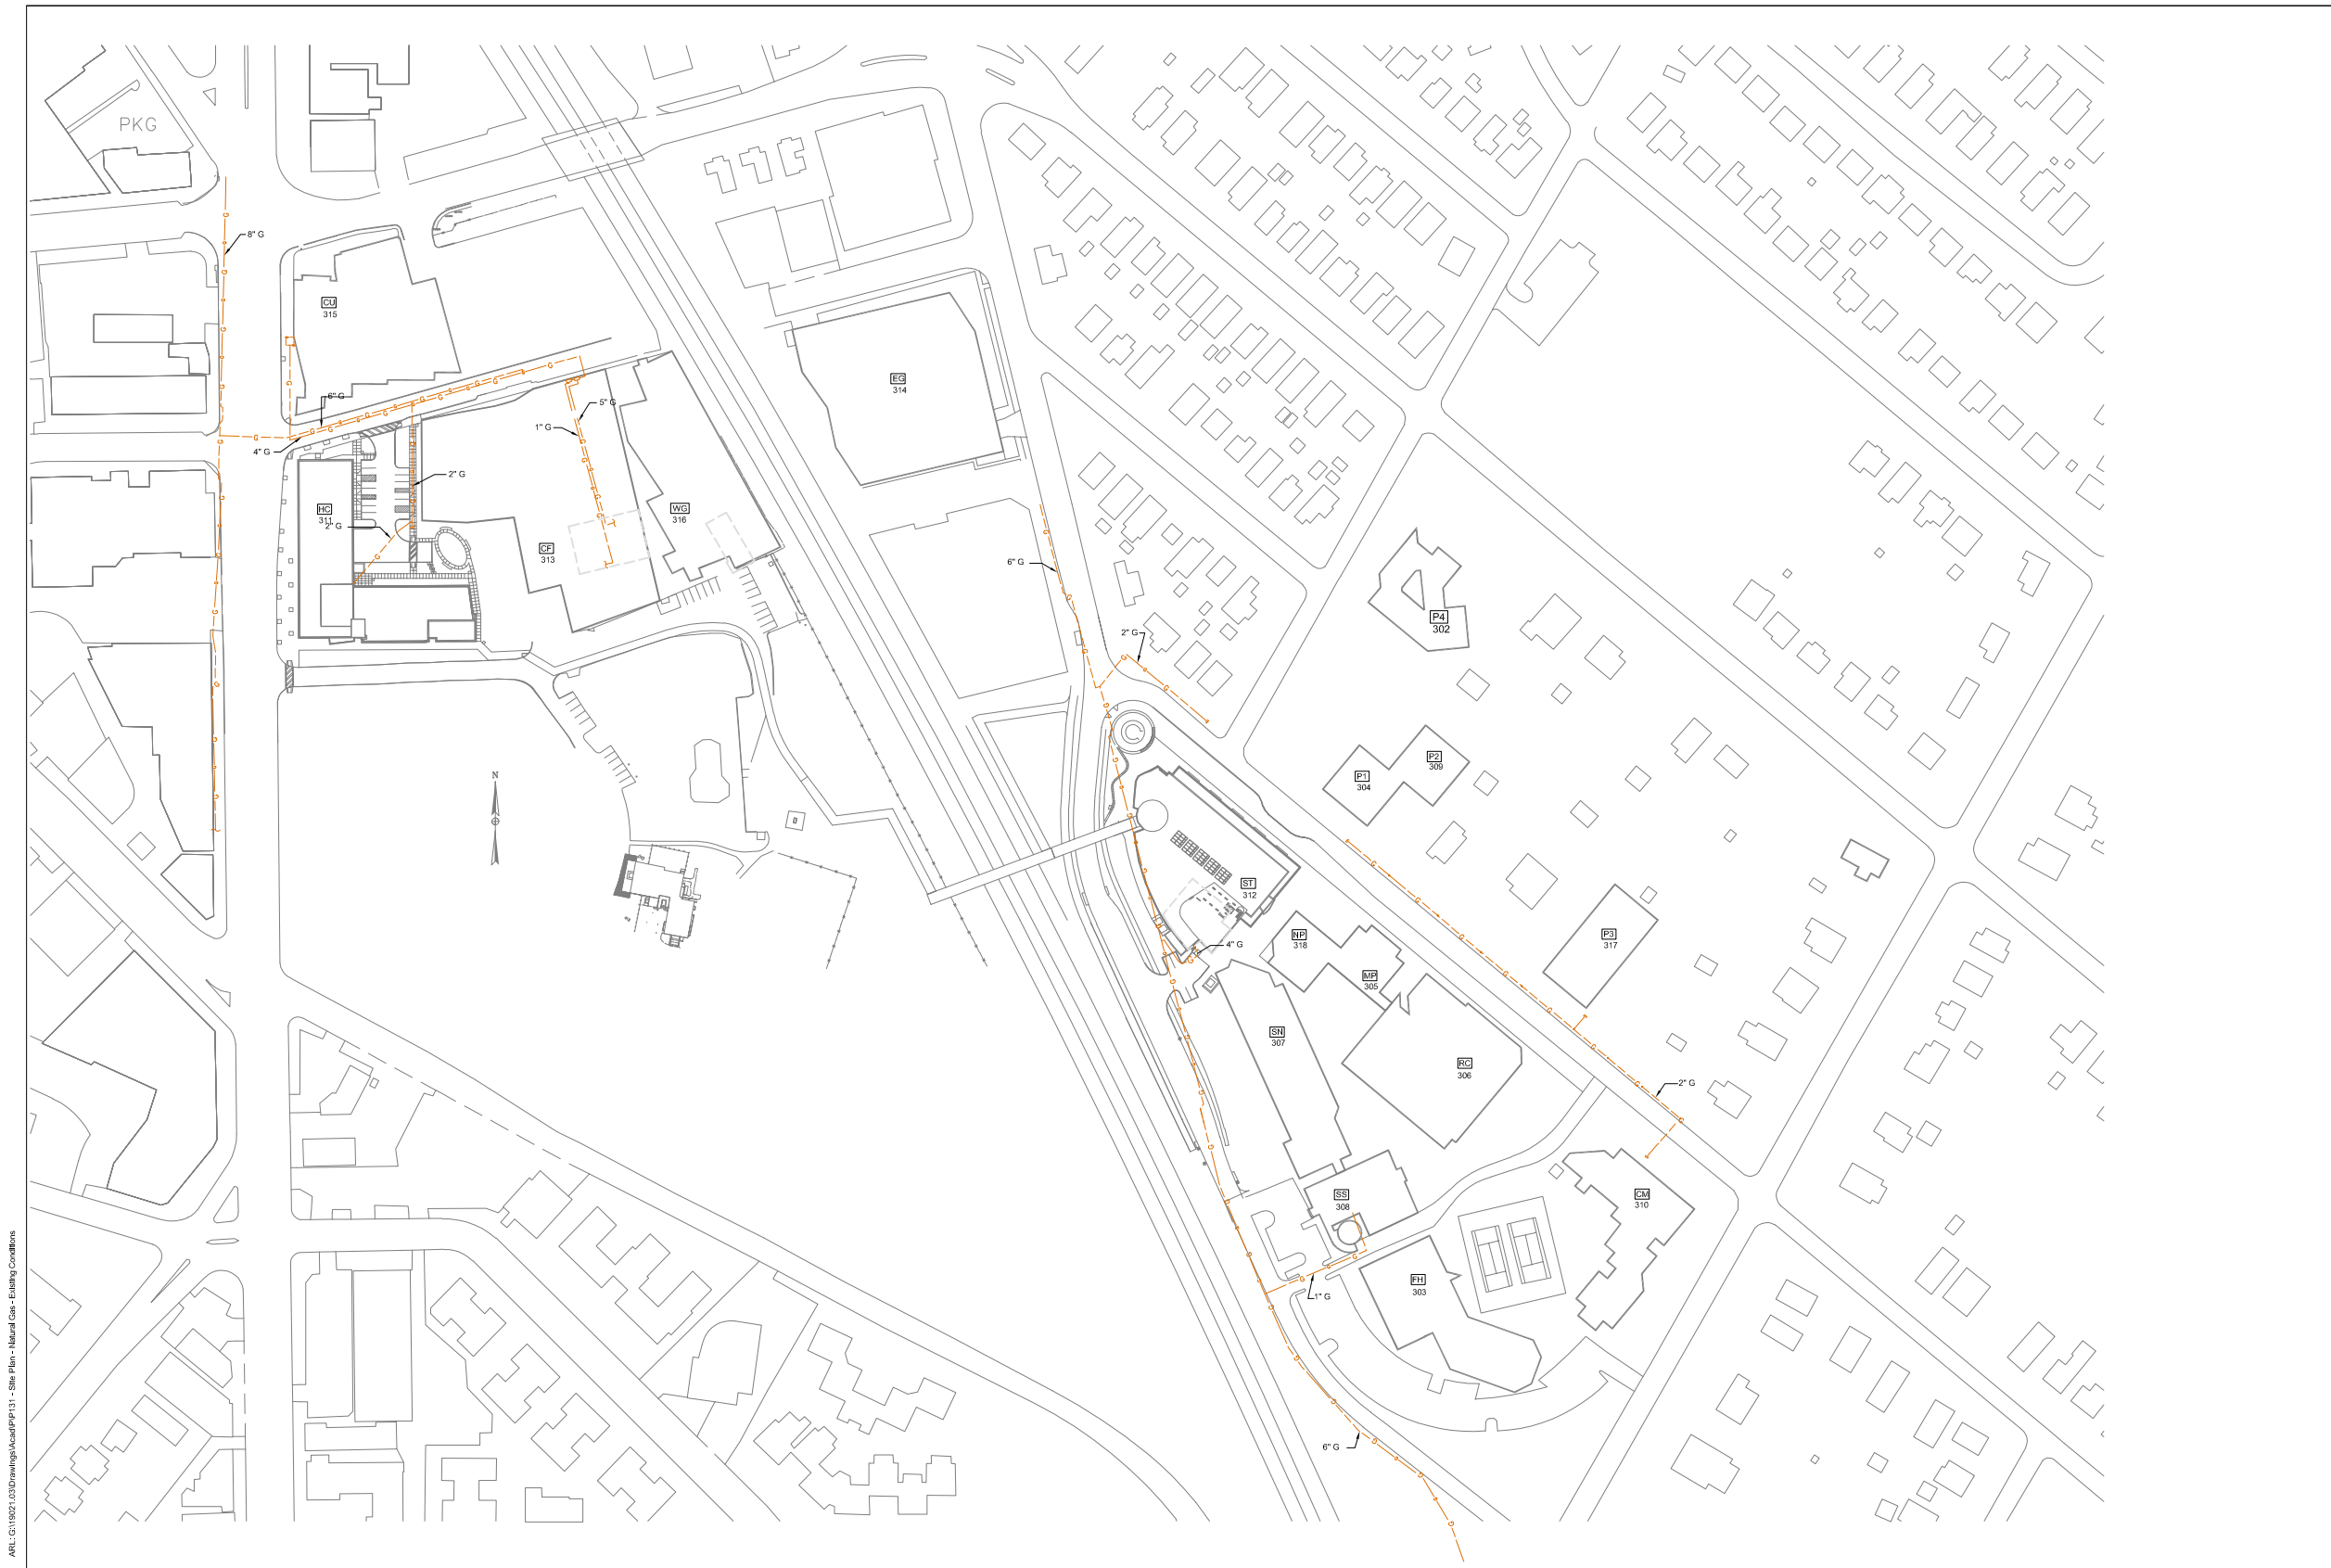 PKG
8" G
CU
315
6" G
4" G
5" G
1" G
2" G
HC
311
2" G
CF
313
WG
316
EG
314
6" G
2" G
P4
302
N
P1
304
P2
309
ST
312
4" G
NP
318
MP
305
P3
317
SN
307
RC
306
2" G
SS
308
CM
310
FH
303
1" G
6" G
ARL: G:\19\021.03\Drawings\Acad\P\P131 - Site Plan - Natural Gas - Existing Conditions